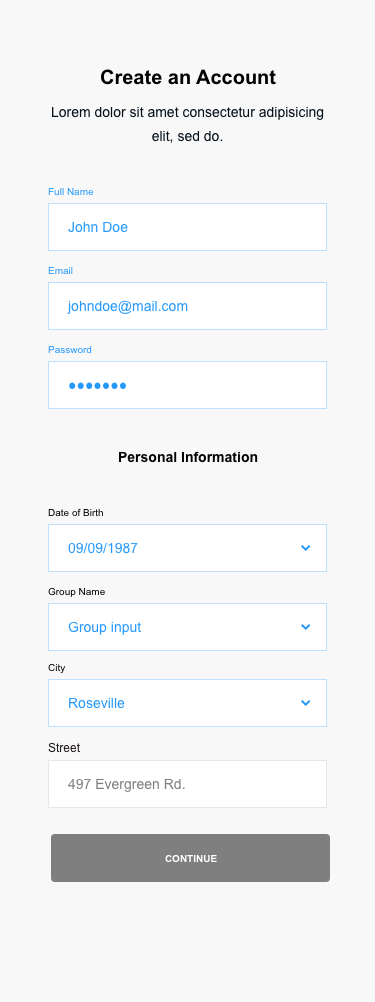 Create an Account
Lorem dolor sit amet consectetur adipisicing
elit, sed do.
Full Name
John Doe
Email
johndoe@mail.com
Password
●●●●●●●
Personal Information
Date of Birth
09/09/1987
Group Name
Group input
City
Roseville
Street
497 Evergreen Rd.
CONTINUE